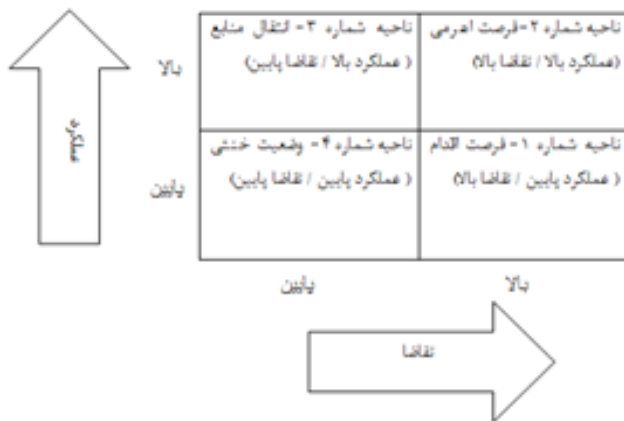 ناحیه شماره ۲- فرصت اهرمی
(عملکرد بالا / تقاضا بالا)
ناحیه شماره ۳- انتقال منابع
( عملکرد بالا / تقاضا پایین)
بالا
عملکرد
ناحیه شماره ۱- فرصت اقدام
( عملکرد پایین / تقاضا بالا)
ناحیه شماره ۴- وضعیت خنثی
( عملکرد پایین / تقاضا پایین)
پایین
بالا
پایین
تقاضا